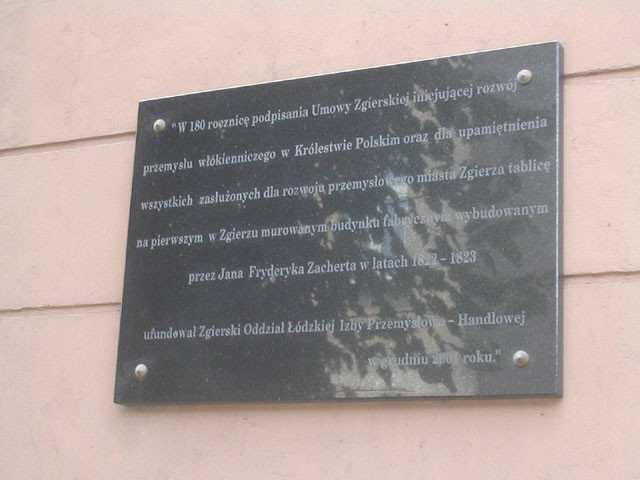 "W 180 rocznicę podpisania Umowy Zgierskiej inicjującej rozwój
przemysłu włókienniczego w Królestwie Polskim oraz dla upamiętnienia
wszystkich zasłużonych dla rozwoju przemysłowego miasta Zgierza tablicę
na pierwszym w Zgierzu murowanym budynku fabrycznym wybudowanym
przez Jana Fryderyka Zacherta w latach 1822 – 1823
ufundował Zgierski Oddział Łódzkiej Izby Przemysłowo – Handlowej
w grudniu 2001 roku."